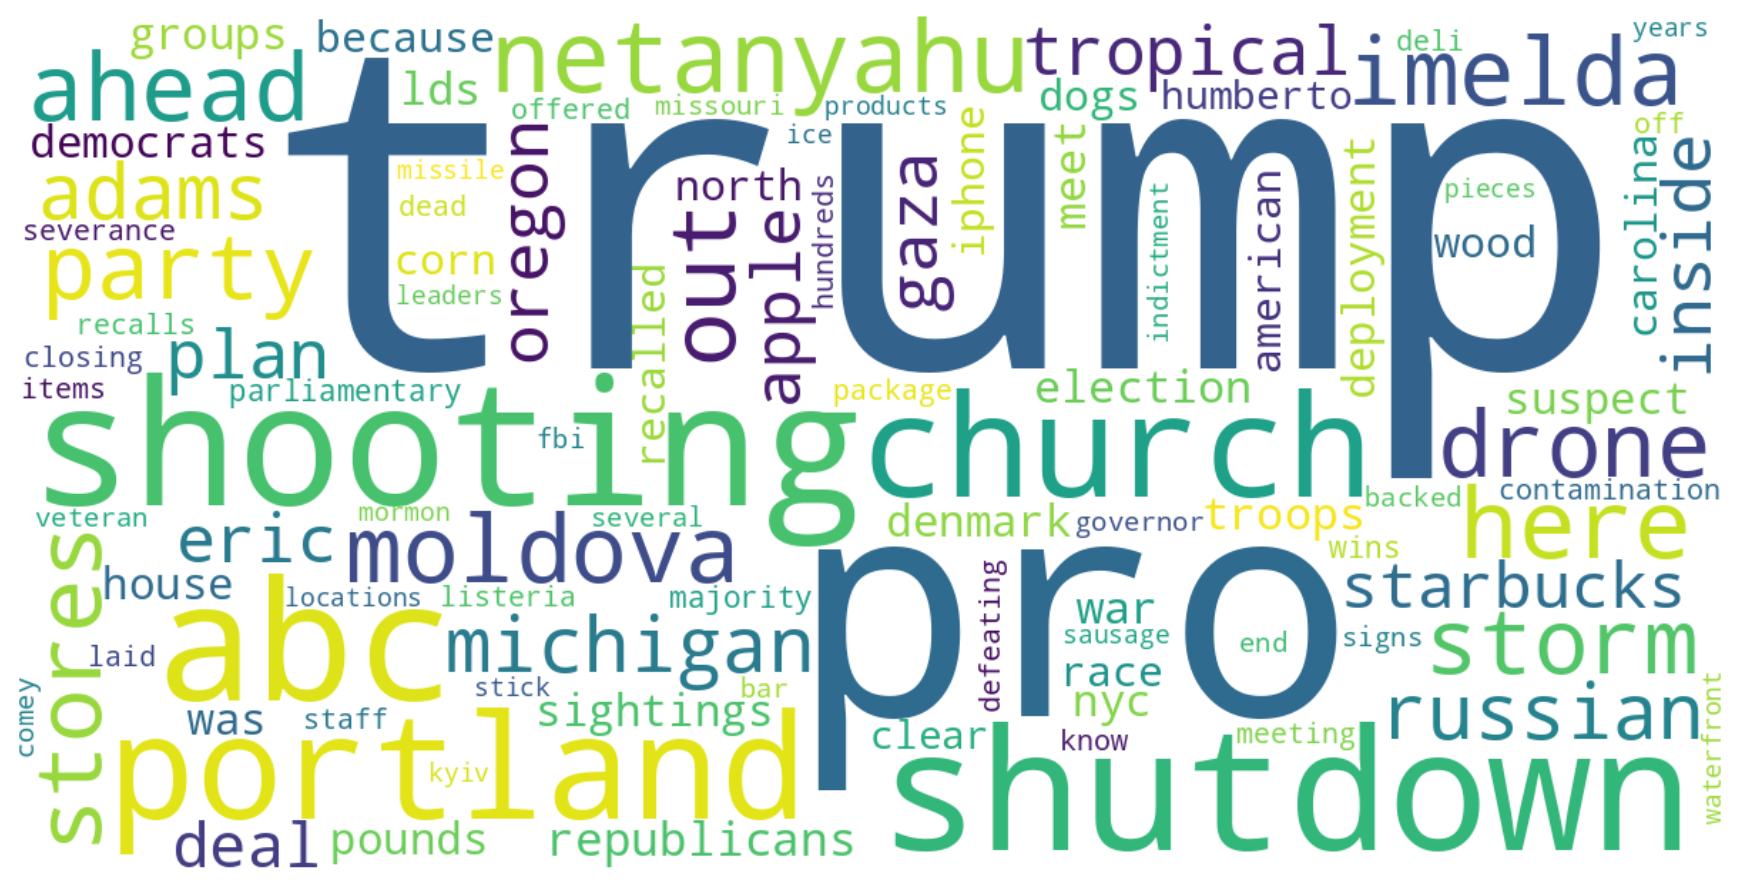 groups
because
netanyahu
tropical
imelda
deli
years
ahead
lds
offered
missouri
products
dogs
humberto
off
democrats
trump
ice
adams
missile
dead
oregon
north
out
apple
hundreds
gaza
iphone
meet
indictment
american
deployment
pieces
wood
carolina
inside
severance
party
corn
leaders
recalled
recalls
closing
plan
items
parliamentary
package
election
suspect
shooting
fbi
church
drone
veteran
mormon
several
denmark
governor
troops
backed
contamination
here
stores
eric
moldova
pro
wins
house
locations
listeria
majority
defeating
war
starbucks
abc
michigan
sausage
end
signs
storm
laid
race
comey
stick
bar
nyc
was
staff
sightings
clear
know
meeting
russian
waterfront
portland
kyiv
shutdown
deal
pounds
republicans